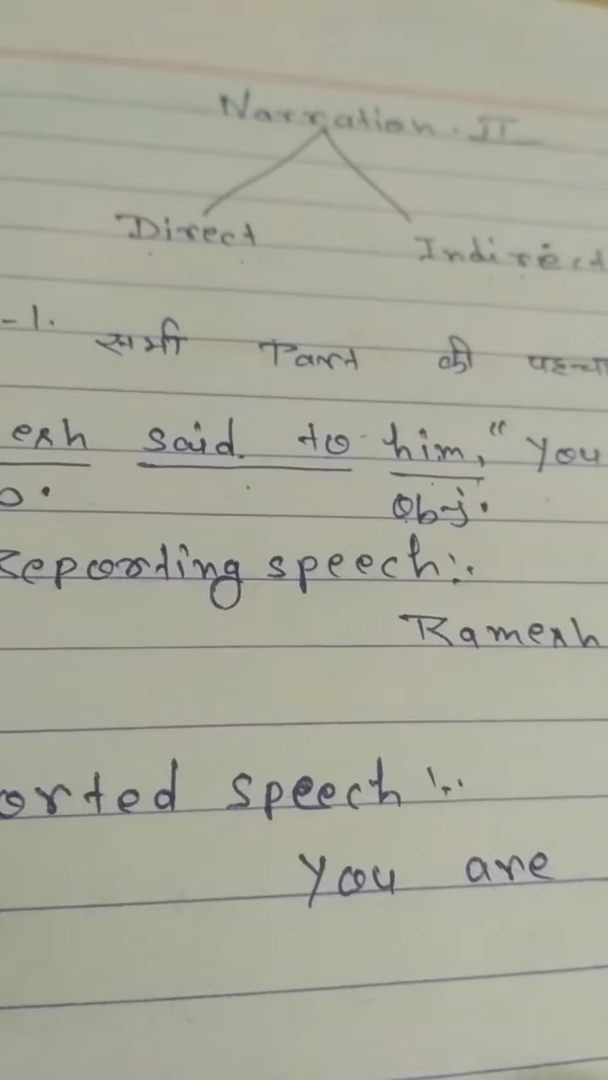 Narration. II
Direct Indirect
-1. सभी Part की पहचा
esh said to him, "You
o. Obj.
Reporting speech:.
Ramesh
orted speech :.
You are